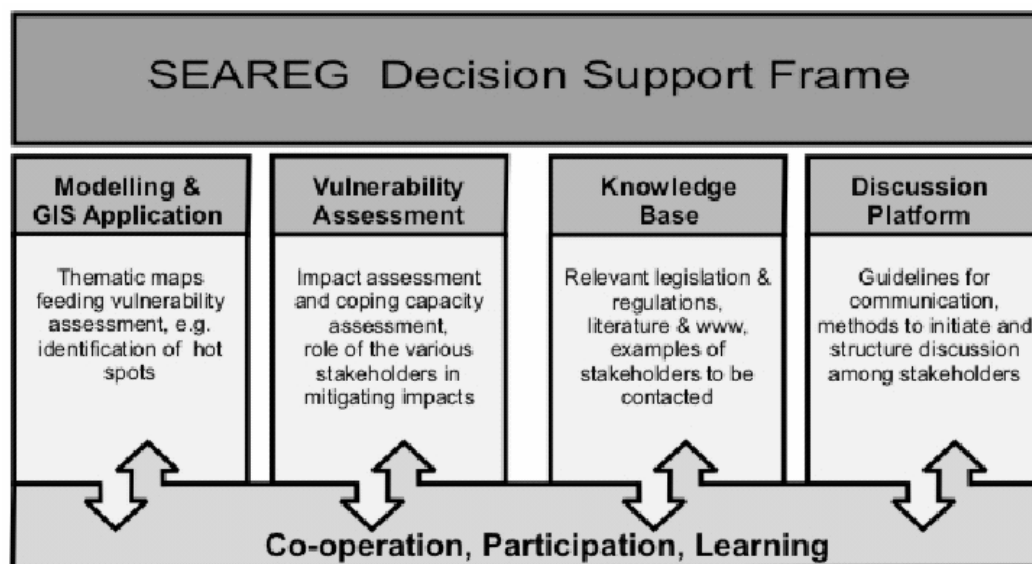 SEAREG Decision Support Frame
Modelling &
GIS Application
Thematic maps
feeding vulnerability
assessment, e.g.
identification of hot
spots
Vulnerability
Assessment
Impact assessment
and coping capacity
assessment,
role of the various
stakeholders in
mitigating impacts
Knowledge
Base
Relevant legislation &
regulations,
literature & www,
examples of
stakeholders to be
contacted
Discussion
Platform
Guidelines for
communication,
methods to initiate and
structure discussion
among stakeholders
Co-operation, Participation, Learning